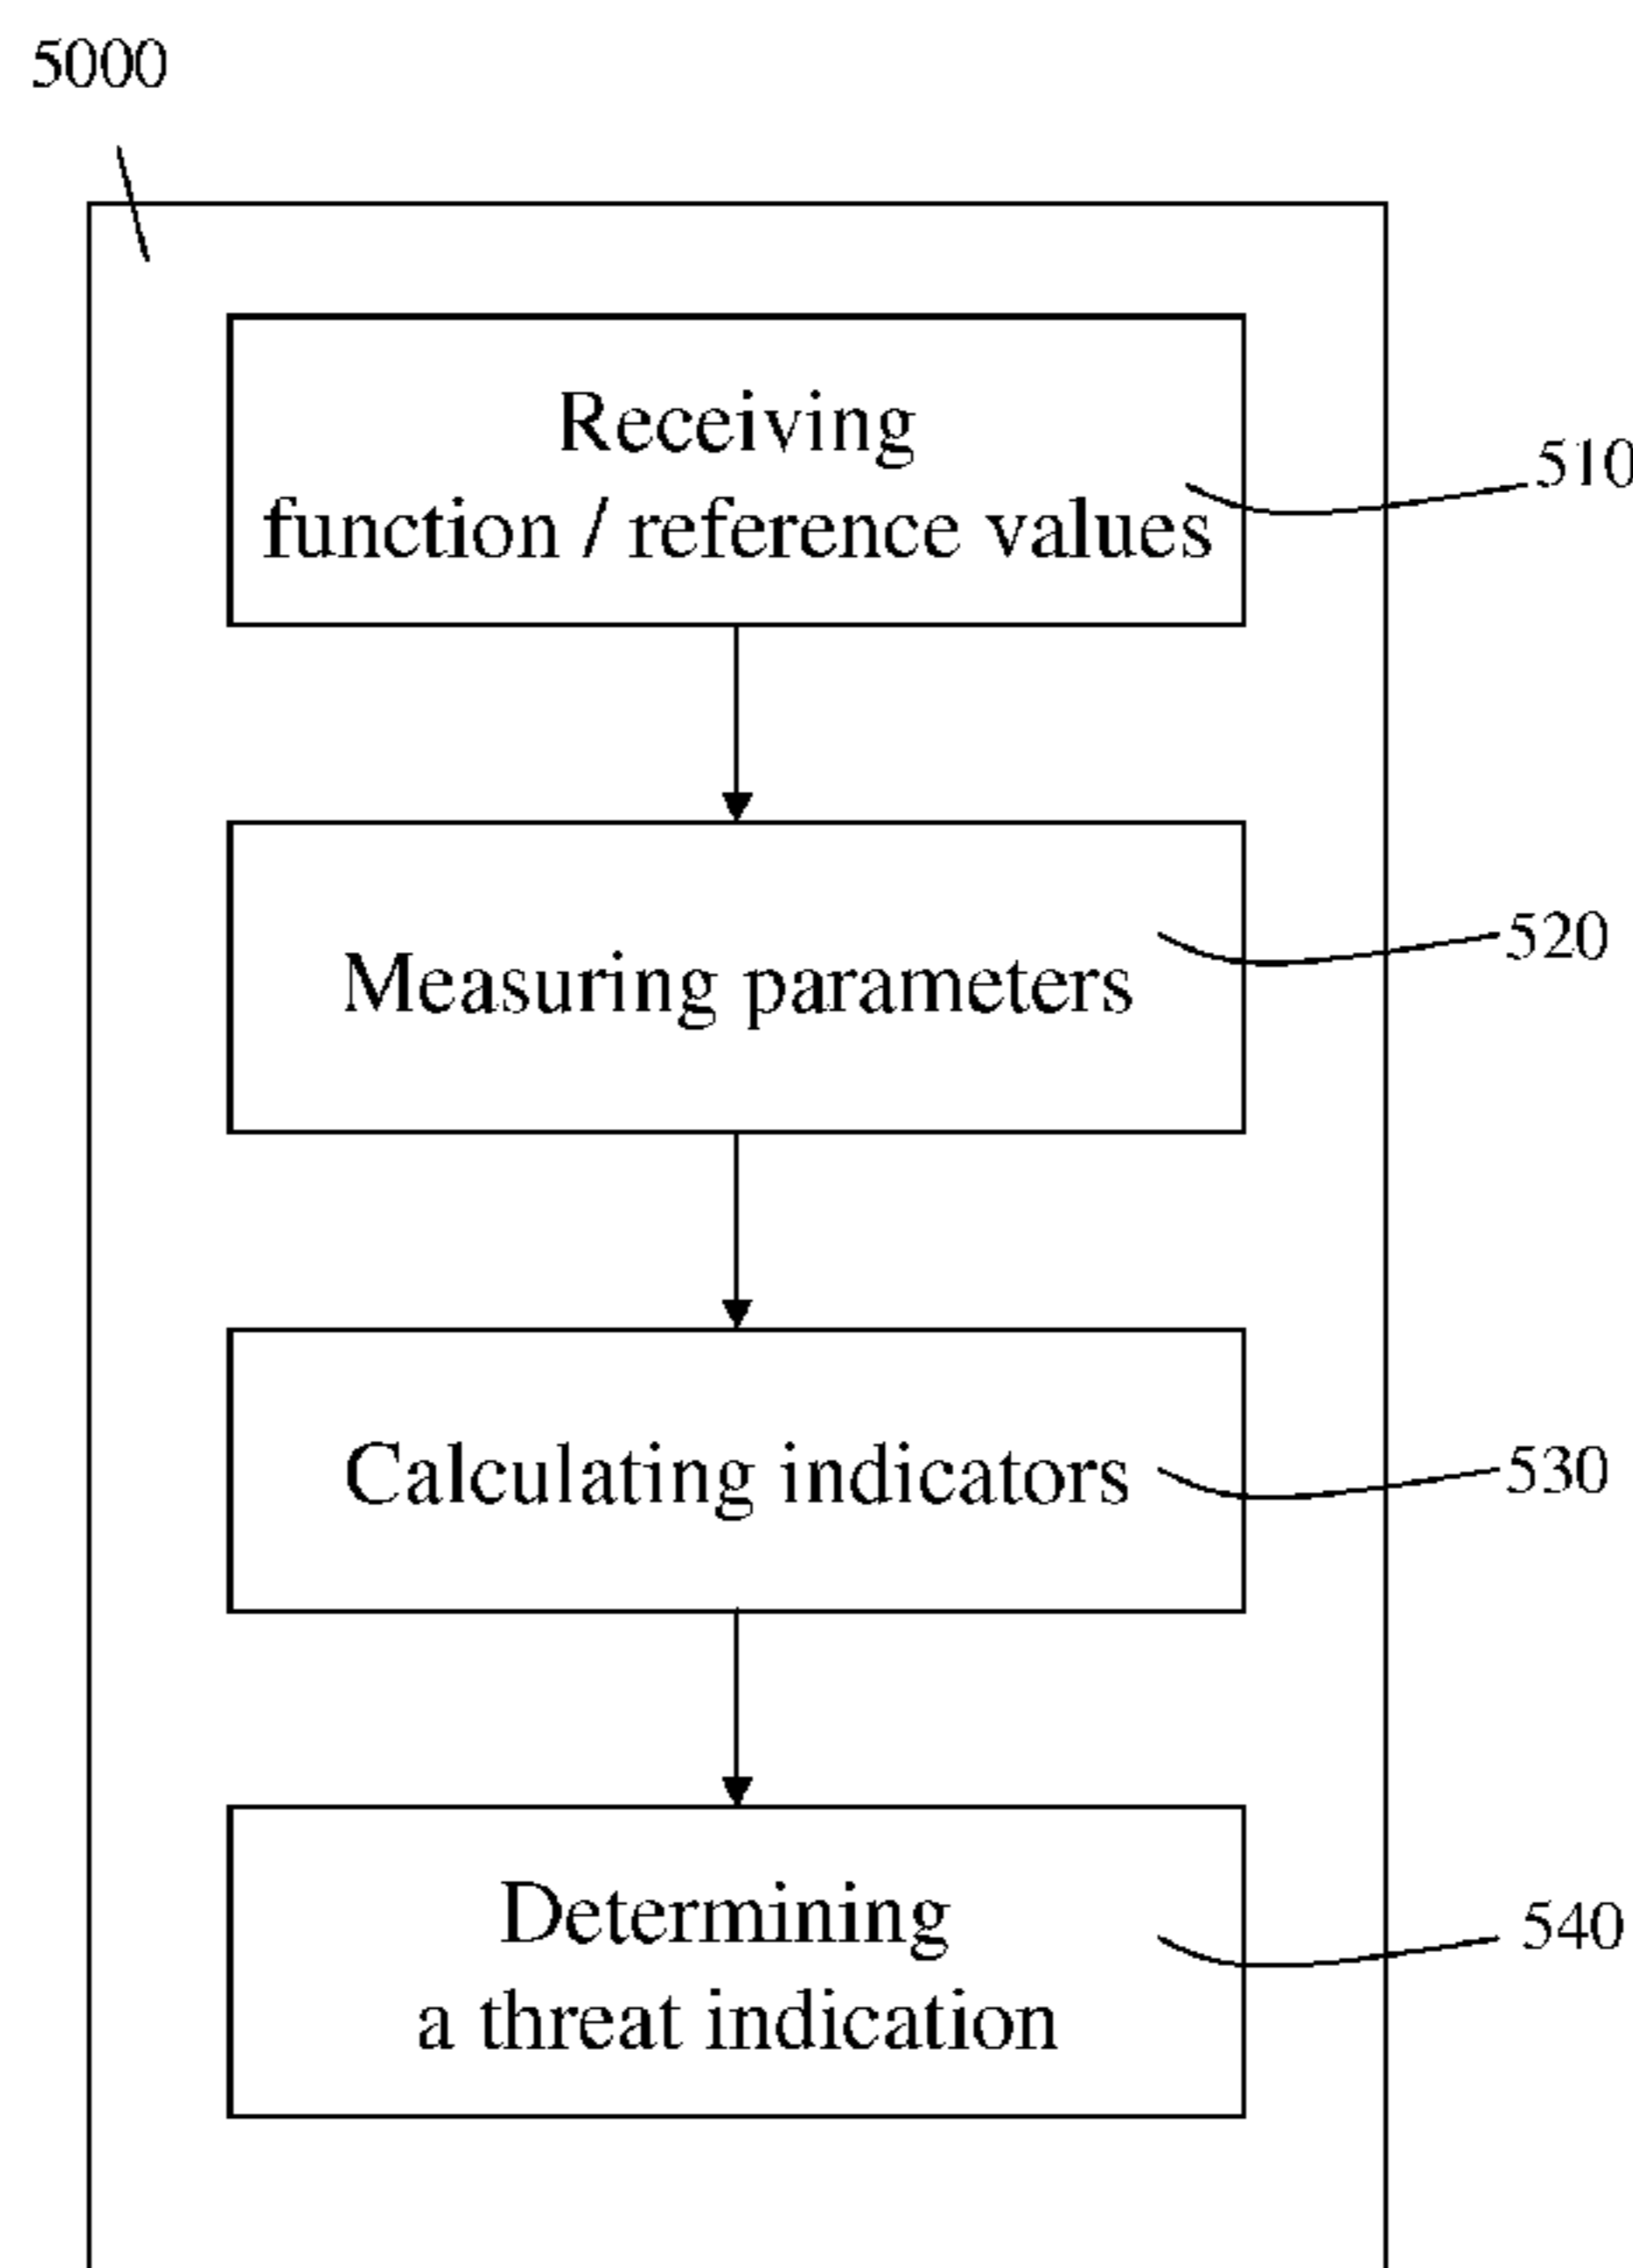 5000
Receiving
function / reference values
510
Measuring parameters
520
Calculating indicators
530
Determining
a threat indication
540